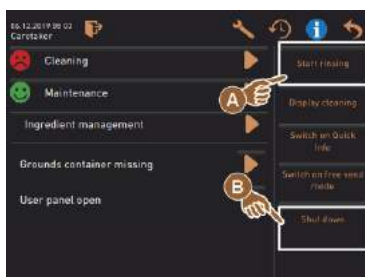 06.12.2019 08:03
Caretaker
Cleaning
Maintenance
Ingredient management
Grounds container missing
User panel open
Start rinsing
Display cleaning
Switch on Quick
Info
Switch on free vend
mode
Shut down
A
B